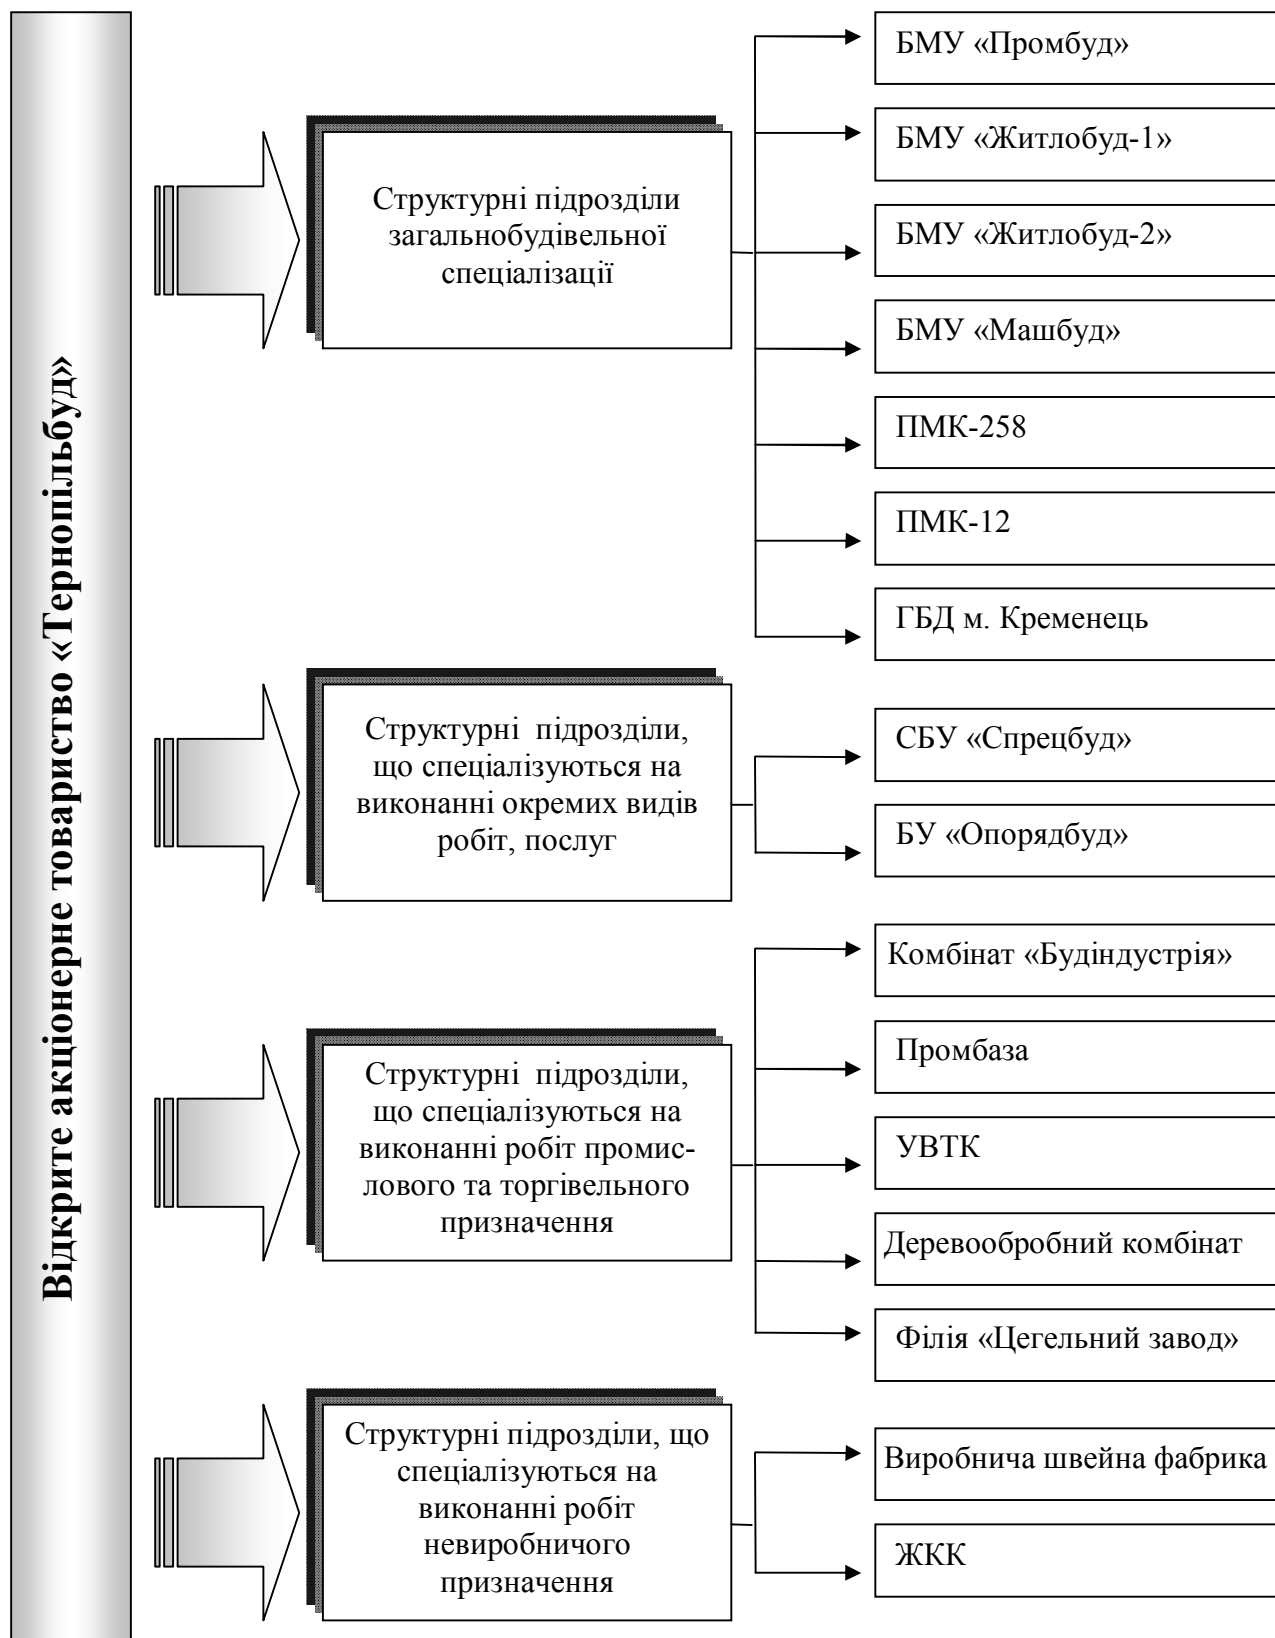 Відкрите акціонерне товариство «Тернопільбуд»
Структурні підрозділи
загальнобудівельної
спеціалізації
БМУ «Промбуд»
БМУ «Житлобуд-1»
БМУ «Житлобуд-2»
БМУ «Машбуд»
ПМК-258
ПМК-12
ГБД м. Кременець
Структурні підрозділи,
що спеціалізуються на
виконанні окремих видів
робіт, послуг
СБУ «Спрецбуд»
БУ «Опорядбуд»
Структурні підрозділи,
що спеціалізуються на
виконанні робіт промис-
лового та торгівельного
призначення
Комбінат «Будіндустрія»
Промбаза
УВТК
Деревообробний комбінат
Філія «Цегельний завод»
Структурні підрозділи, що
спеціалізуються на
виконанні робіт
невиробничого
призначення
Виробнича швейна фабрика
ЖКК